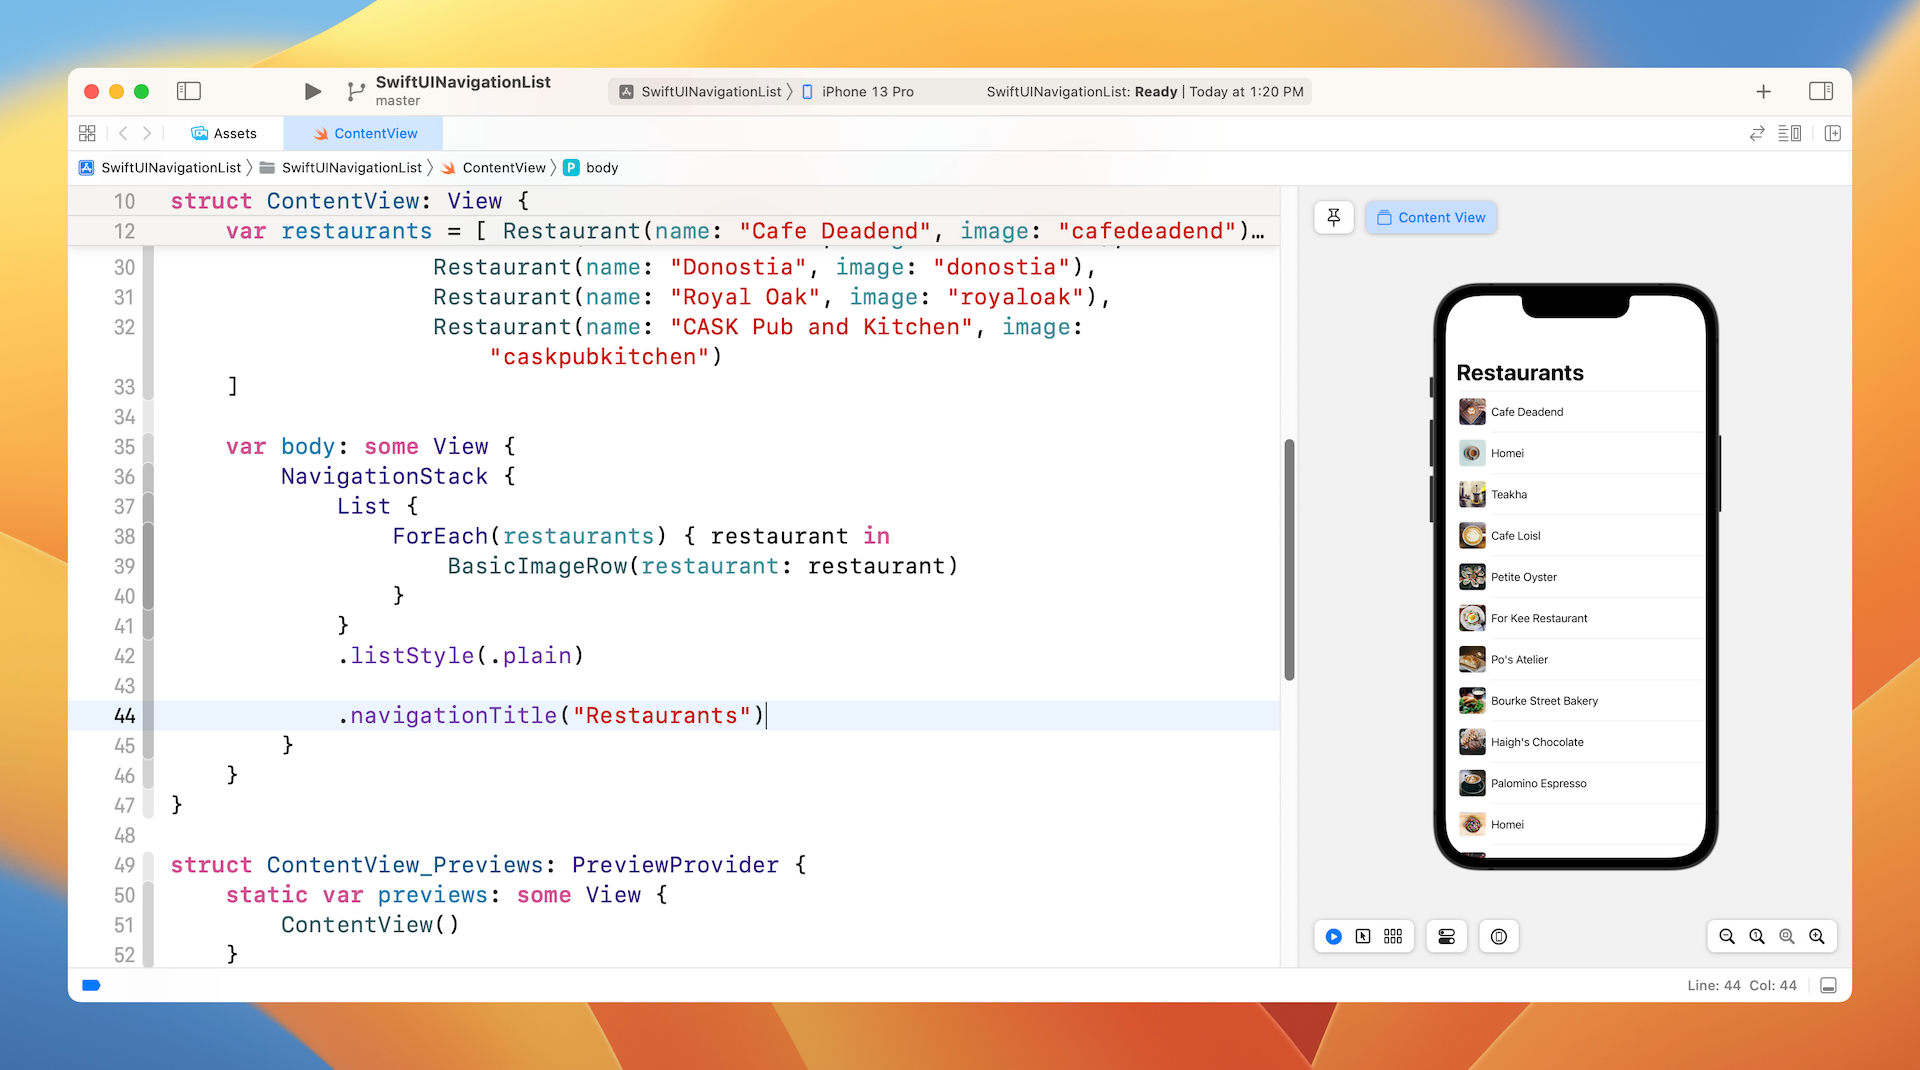 SwiftUINavigationList
master
SwiftUINavigationList 〉 iPhone 13 Pro
SwiftUINavigationList: Ready | Today at 1:20 PM
Assets
ContentView
SwiftUINavigationList 〉 SwiftUINavigationList 〉 ContentView 〉 P body
10 struct ContentView: View {
12 var restaurants = [ Restaurant(name: "Cafe Deadend", image: "cafedeadend")…
30 Restaurant(name: "Donostia", image: "donostia"),
31 Restaurant(name: "Royal Oak", image: "royaloak"),
32 Restaurant(name: "CASK Pub and Kitchen", image:
"caskpubkitchen")
33 ]
34
35 var body: some View {
36 NavigationStack {
37 List {
38 ForEach(restaurants) { restaurant in
39 BasicImageRow(restaurant: restaurant)
40 }
41 }
42 .listStyle(.plain)
43
44 .navigationTitle("Restaurants")
45 }
46 }
47 }
48
49 struct ContentView_Previews: PreviewProvider {
50 static var previews: some View {
51 ContentView()
52 }
Content View
Restaurants
Cafe Deadend
Homei
Teakha
Cafe Loisl
Petite Oyster
For Kee Restaurant
Po's Atelier
Bourke Street Bakery
Haigh's Chocolate
Palomino Espresso
Homei
Line: 44 Col: 44